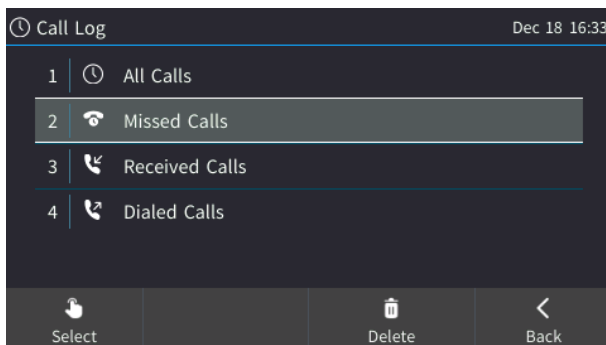 Call Log Dec 18 16:33
1 All Calls
2 Missed Calls
3 Received Calls
4 Dialed Calls
Select Delete Back